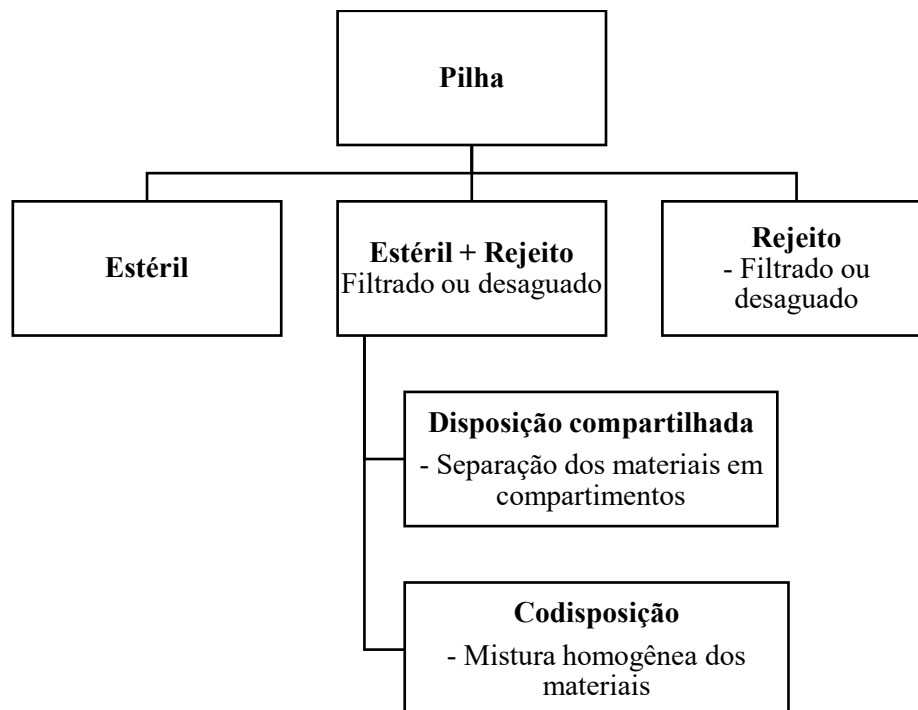 Pilha
Estéril
Estéril + Rejeito
Filtrado ou desaguado
Rejeito
- Filtrado ou
desaguado
Disposição compartilhada
- Separação dos materiais em
compartimentos
Codisposição
- Mistura homogênea dos
materiais